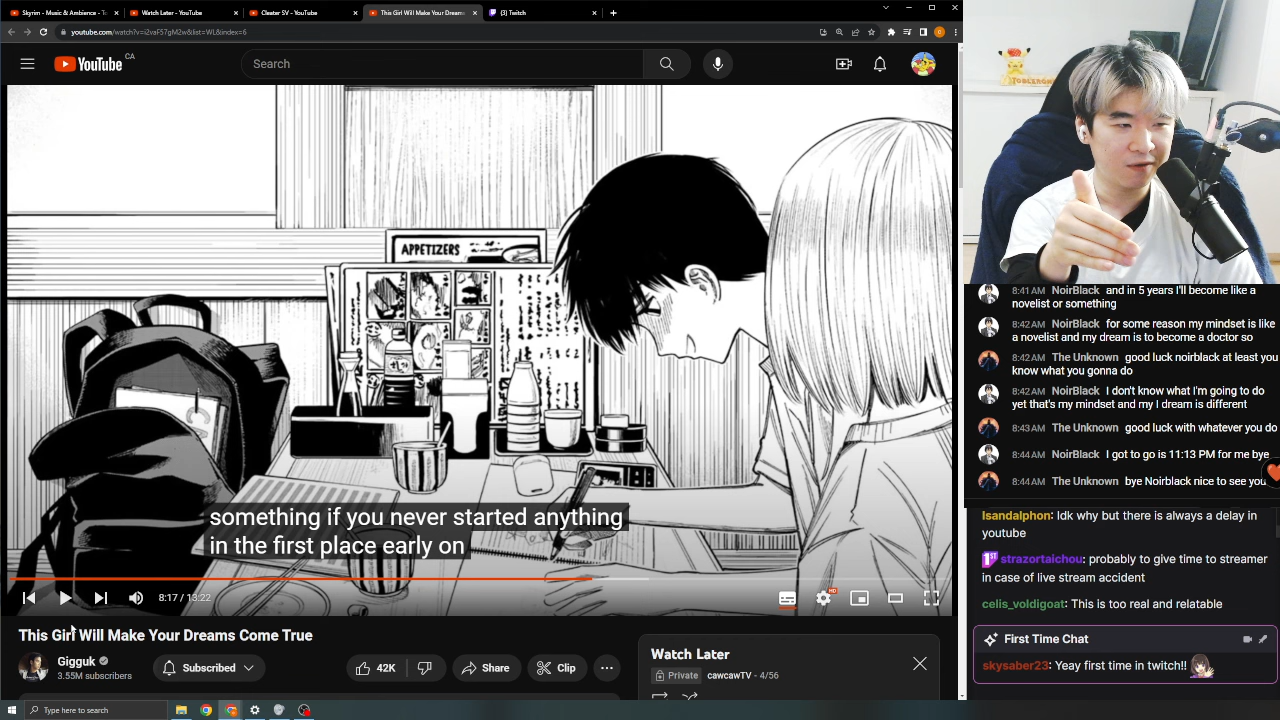 Skyrim - Music & Ambience - To
Watch Later - YouTube
Cleater SV - YouTube
This Girl Will Make Your Dreams
(3) Twitch
youtube.com/watch?v=i2vaF57gM2w&list=WL&index=6
YouTube CA
Search
APPETIZERS
something if you never started anything
in the first place early on
8:17 / 13:22
HD
This Girl Will Make Your Dreams Come True
Gigguk
3.55M subscribers
Subscribed
42K
Share
Clip
Watch Later
Private
cawcawTV - 4/56
Type here to search
TOBLERONE
8:41 AM NoirBlack and in 5 years I'll become like a
novelist or something
8:42 AM NoirBlack for some reason my mindset is like
a novelist and my dream is to become a doctor so
8:42 AM The Unknown good luck noirblack at least you
know what you gonna do
8:42 AM NoirBlack I don't know what I'm going to do
yet that's my mindset and my I dream is different
8:43 AM The Unknown good luck with whatever you do
8:44 AM NoirBlack I got to go is 11:13 PM for me bye
8:44 AM The Unknown bye Noirblack nice to see you
Isandalphon: Idk why but there is always a delay in
youtube
1ST strazortaichou: probably to give time to streamer
in case of live stream accident
celis_voldigoat: This is too real and relatable
First Time Chat
skysaber23: Yeay first time in twitch!!